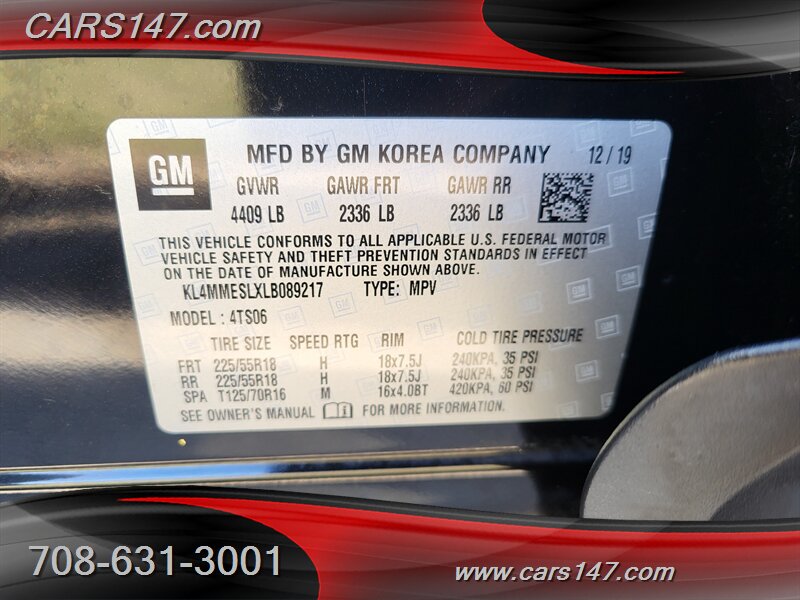 CARS147.com
GM MFD BY GM KOREA COMPANY 12/19
GVWR GAWR FRT GAWR RR
4409 LB 2336 LB 2336 LB
THIS VEHICLE CONFORMS TO ALL APPLICABLE U.S. FEDERAL MOTOR
VEHICLE SAFETY AND THEFT PREVENTION STANDARDS IN EFFECT
ON THE DATE OF MANUFACTURE SHOWN ABOVE.
KL4MMESLXLB089217 TYPE: MPV
MODEL : 4TS06
TIRE SIZE SPEED RTG RIM COLD TIRE PRESSURE
FRT 225/55R18 H 18x7.5J 240KPA, 35 PSI
RR 225/55R18 H 18x7.5J 240KPA, 35 PSI
SPA T125/70R16 M 16x4.0BT 420KPA, 60 PSI
SEE OWNER'S MANUAL FOR MORE INFORMATION.
708-631-3001
www.cars147.com